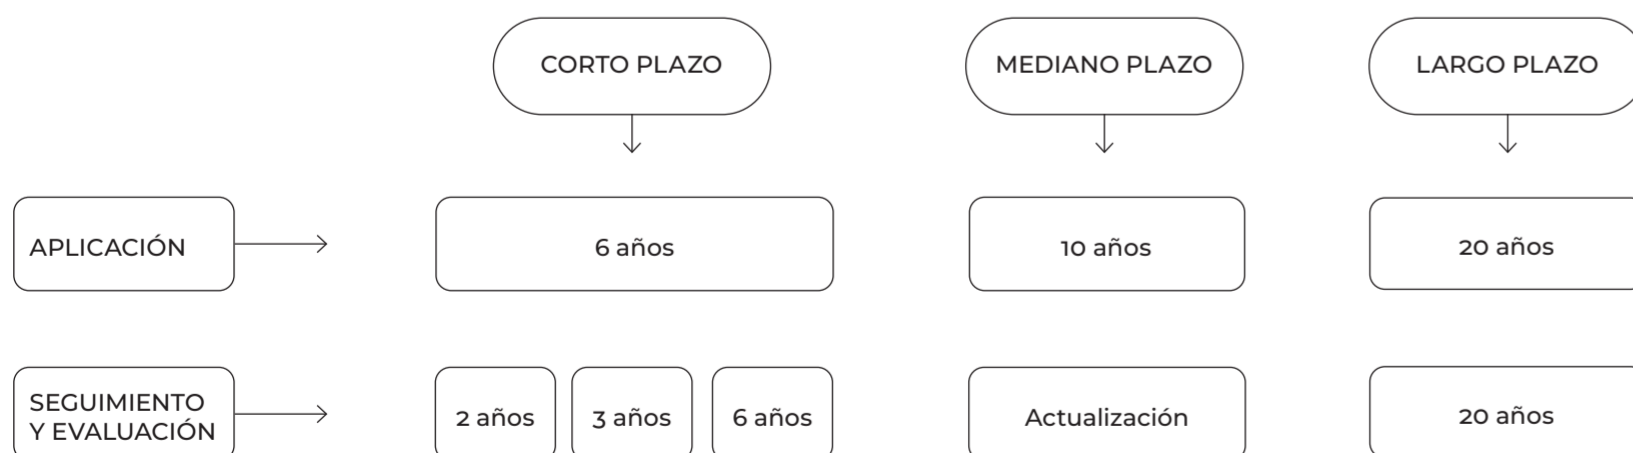 CORTO PLAZO
MEDIANO PLAZO
LARGO PLAZO
APLICACIÓN
6 años
10 años
20 años
SEGUIMIENTO
Y EVALUACIÓN
2 años
3 años
6 años
Actualización
20 años